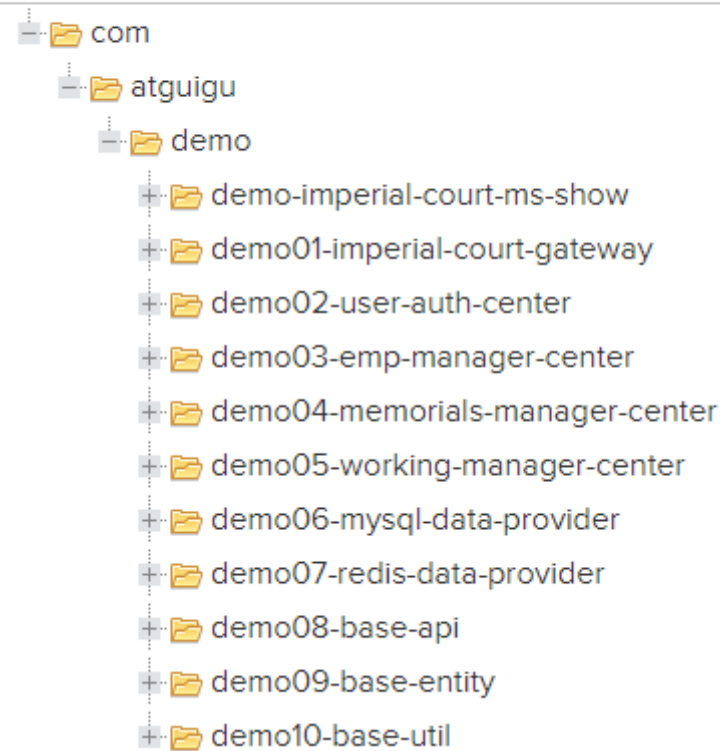 com
atguigu
demo
demo-imperial-court-ms-show
demo01-imperial-court-gateway
demo02-user-auth-center
demo03-emp-manager-center
demo04-memorials-manager-center
demo05-working-manager-center
demo06-mysql-data-provider
demo07-redis-data-provider
demo08-base-api
demo09-base-entity
demo10-base-util